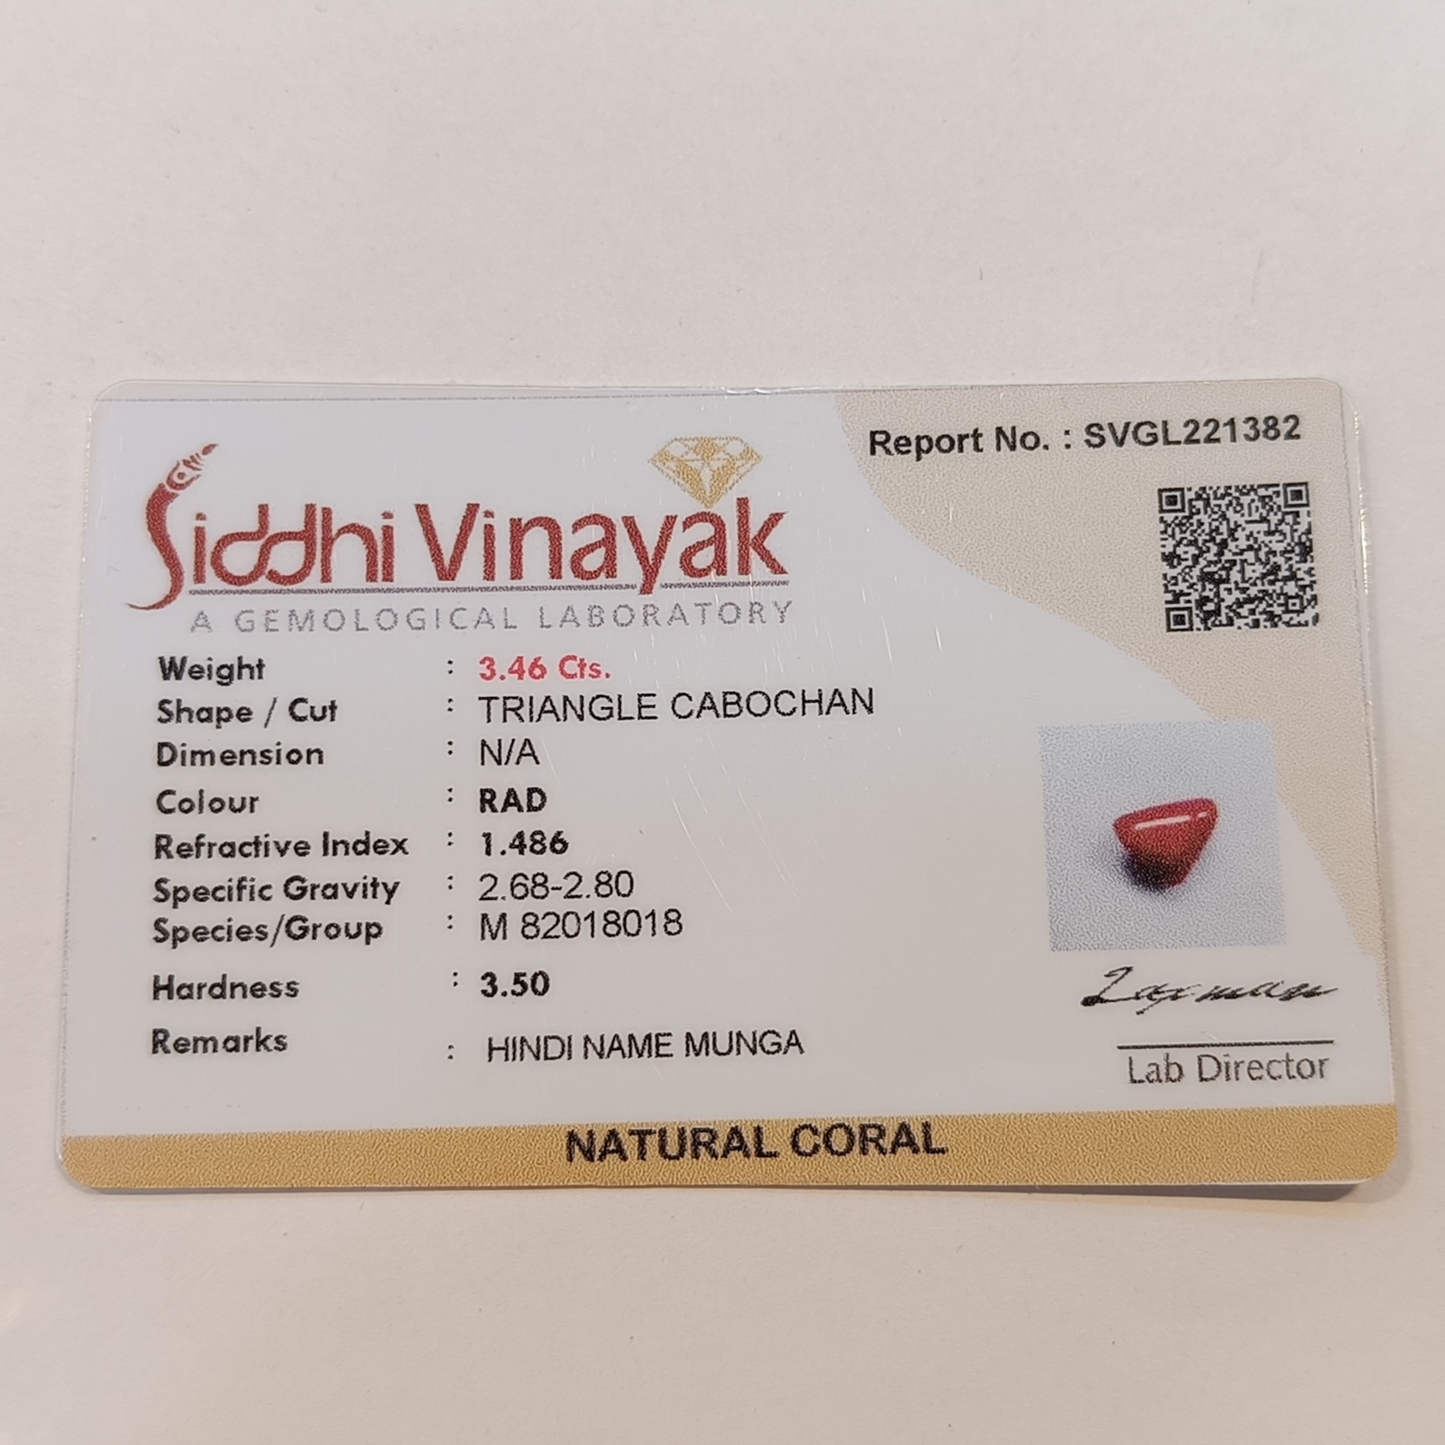 Report No. : SVGL221382
Siddhi Vinayak
A GEMOLOGICAL LABORATORY
Weight : 3.46 Cts.
Shape / Cut : TRIANGLE CABOCHAN
Dimension : N/A
Colour : RAD
Refractive Index : 1.486
Specific Gravity : 2.68-2.80
Species/Group : M 82018018
Hardness : 3.50
Remarks : HINDI NAME MUNGA
Laxman
Lab Director
NATURAL CORAL